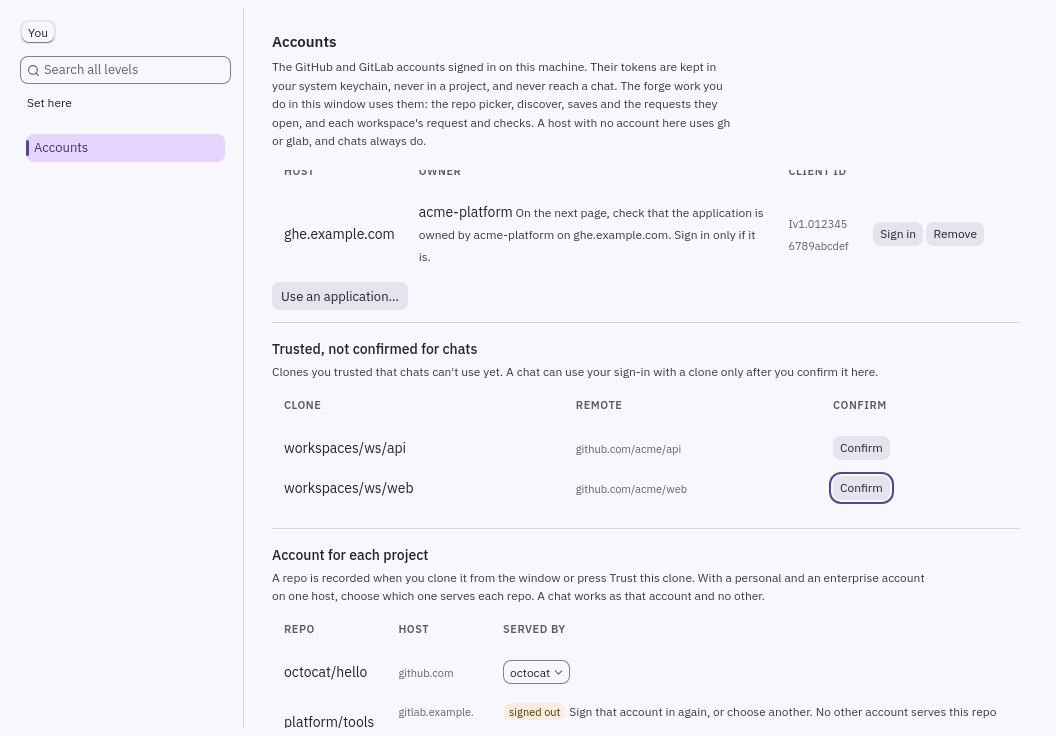 You
Search all levels
Set here
Accounts
Accounts
The GitHub and GitLab accounts signed in on this machine. Their tokens are kept in
your system keychain, never in a project, and never reach a chat. The forge work you
do in this window uses them: the repo picker, discover, saves and the requests they
open, and each workspace's request and checks. A host with no account here uses gh
or glab, and chats always do.
HOST OWNER CLIENT ID
ghe.example.com
acme-platform On the next page, check that the application is
owned by acme-platform on ghe.example.com. Sign in only if it
is.
Iv1.012345
6789abcdef
Sign in Remove
Use an application...
Trusted, not confirmed for chats
Clones you trusted that chats can't use yet. A chat can use your sign-in with a clone only after you confirm it here.
CLONE REMOTE CONFIRM
workspaces/ws/api github.com/acme/api Confirm
workspaces/ws/web github.com/acme/web Confirm
Account for each project
A repo is recorded when you clone it from the window or press Trust this clone. With a personal and an enterprise account
on one host, choose which one serves each repo. A chat works as that account and no other.
REPO HOST SERVED BY
octocat/hello github.com octocat
platform/tools gitlab.example. signed out Sign that account in again, or choose another. No other account serves this repo